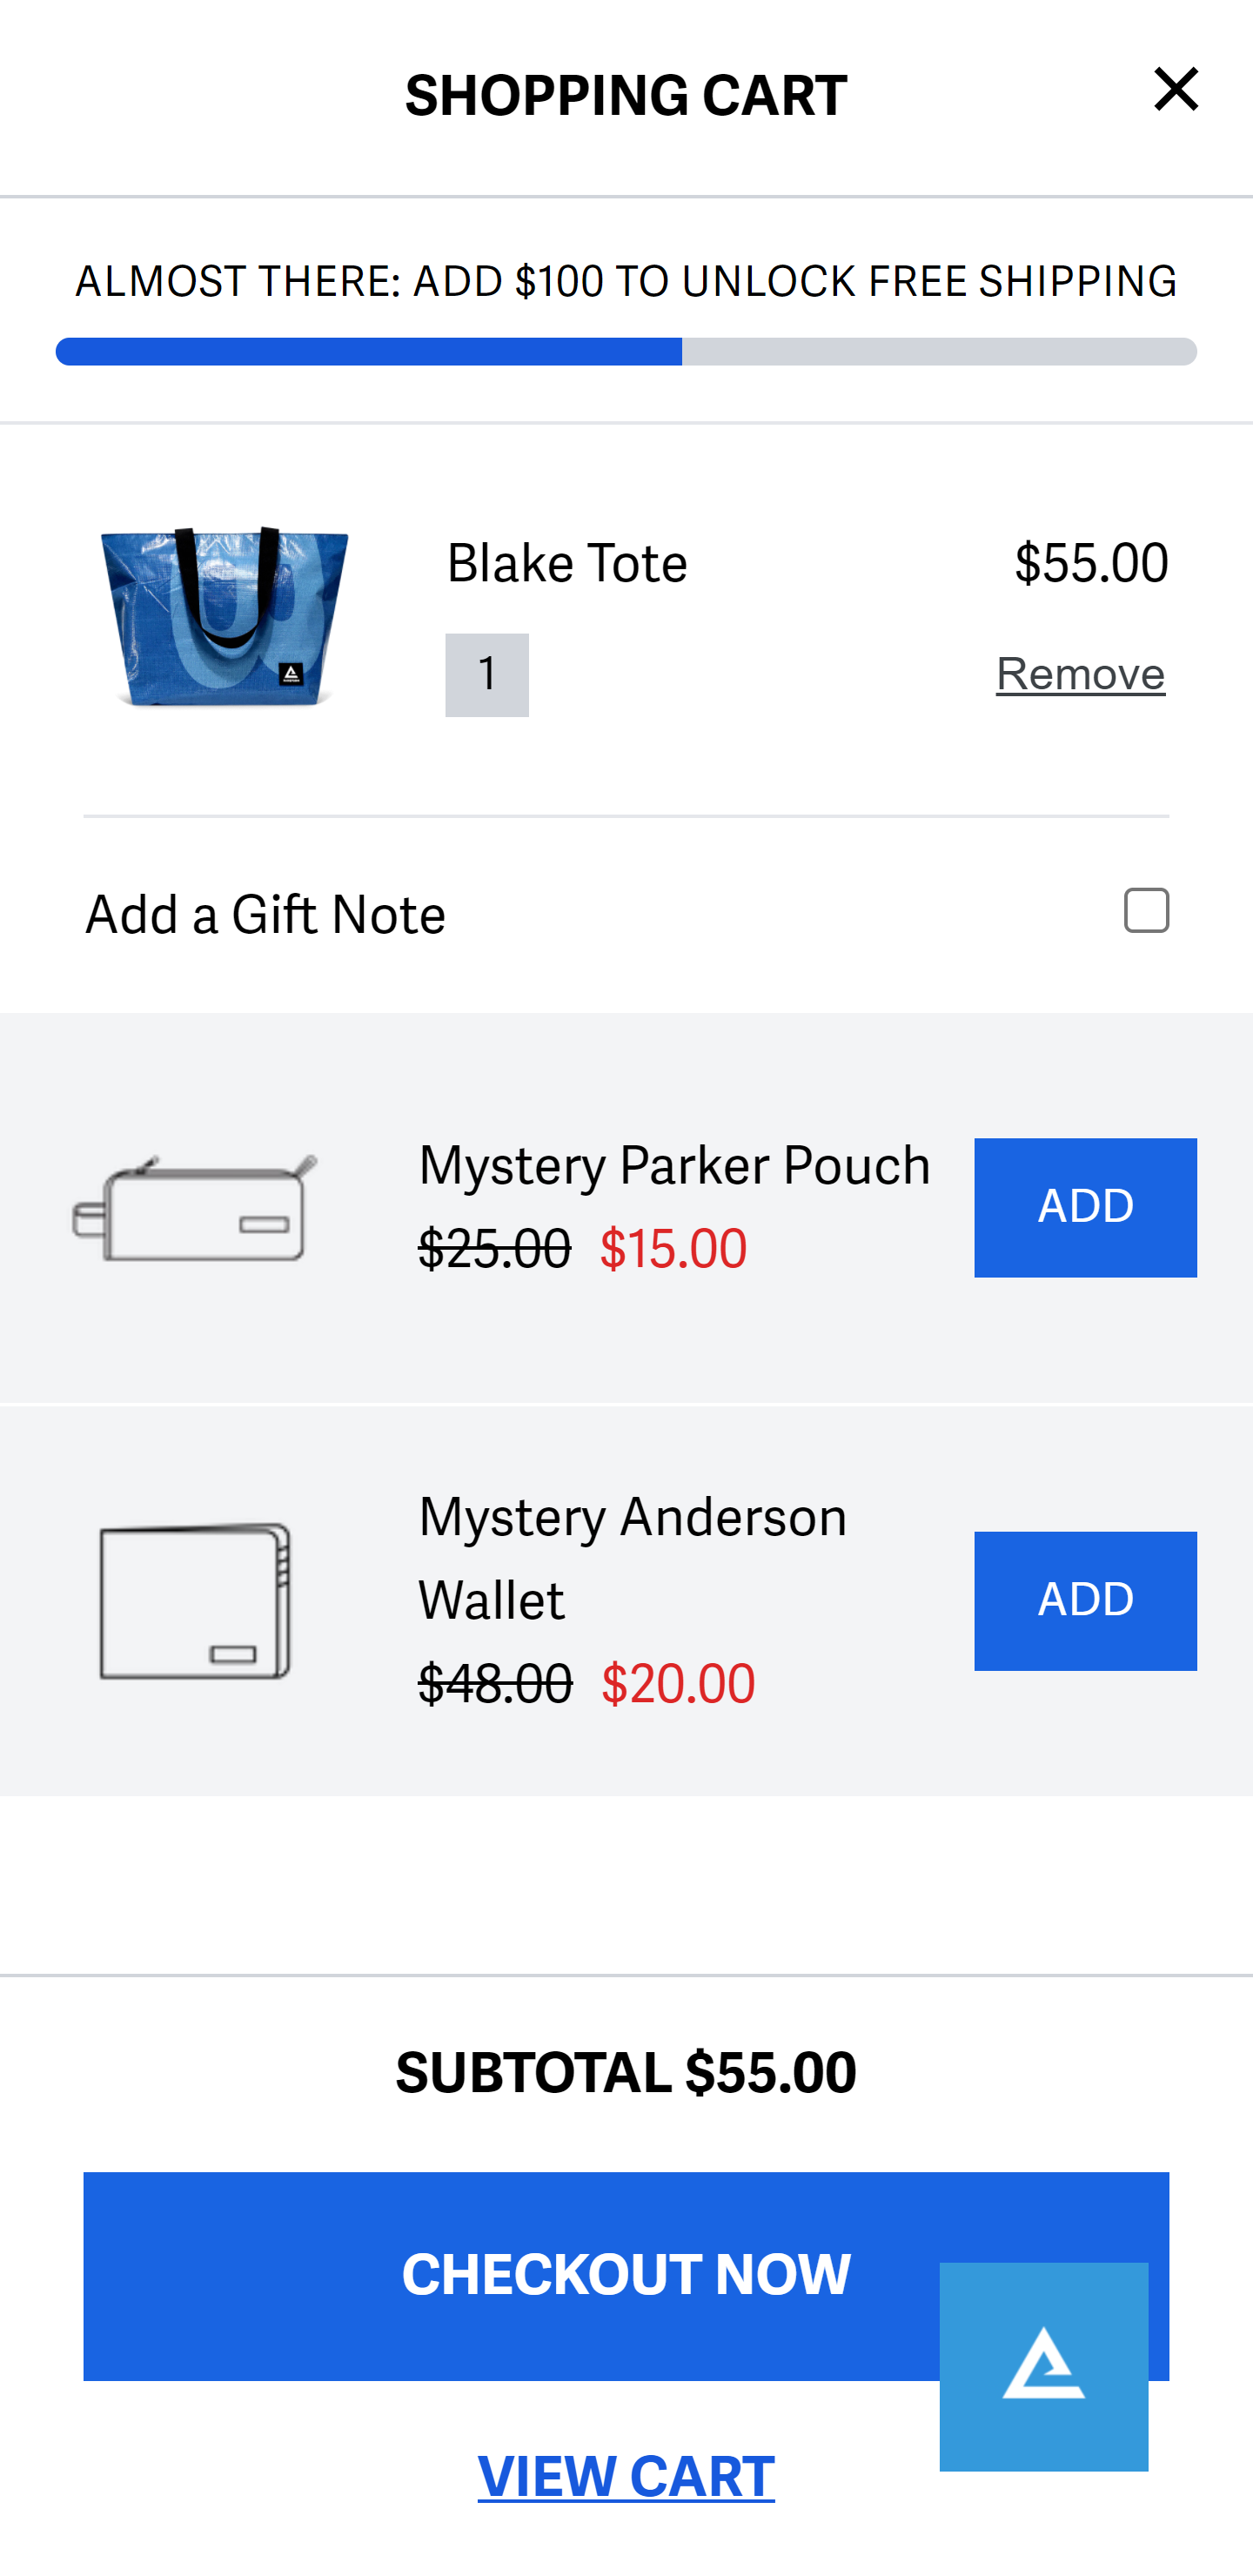 SHOPPING CART
ALMOST THERE: ADD $100 TO UNLOCK FREE SHIPPING
Blake Tote
$55.00
1
Remove
Add a Gift Note
Mystery Parker Pouch
$25.00 $15.00
ADD
Mystery Anderson
Wallet
$48.00 $20.00
ADD
SUBTOTAL $55.00
CHECKOUT NOW
VIEW CART